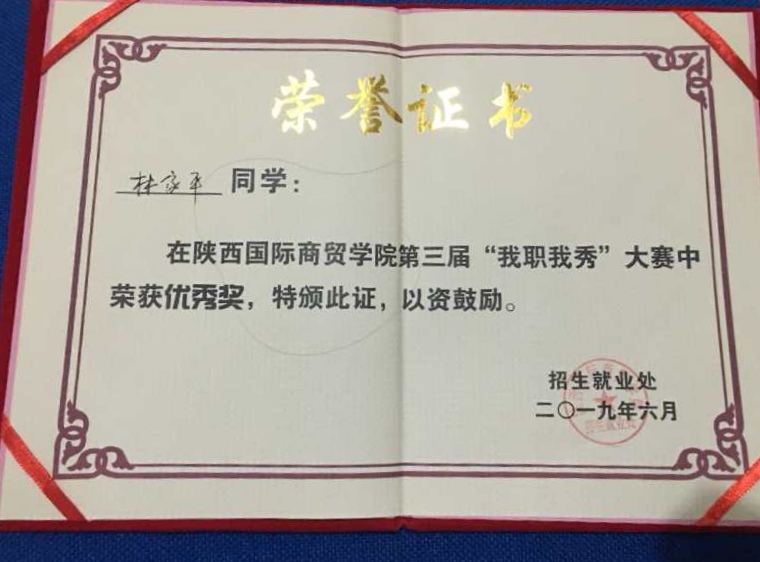 荣誉证书
林家平 同学：
在陕西国际商贸学院第三届“我职我秀”大赛中
荣获优秀奖，特颁此证，以资鼓励。
招生就业处
二〇一九年六月